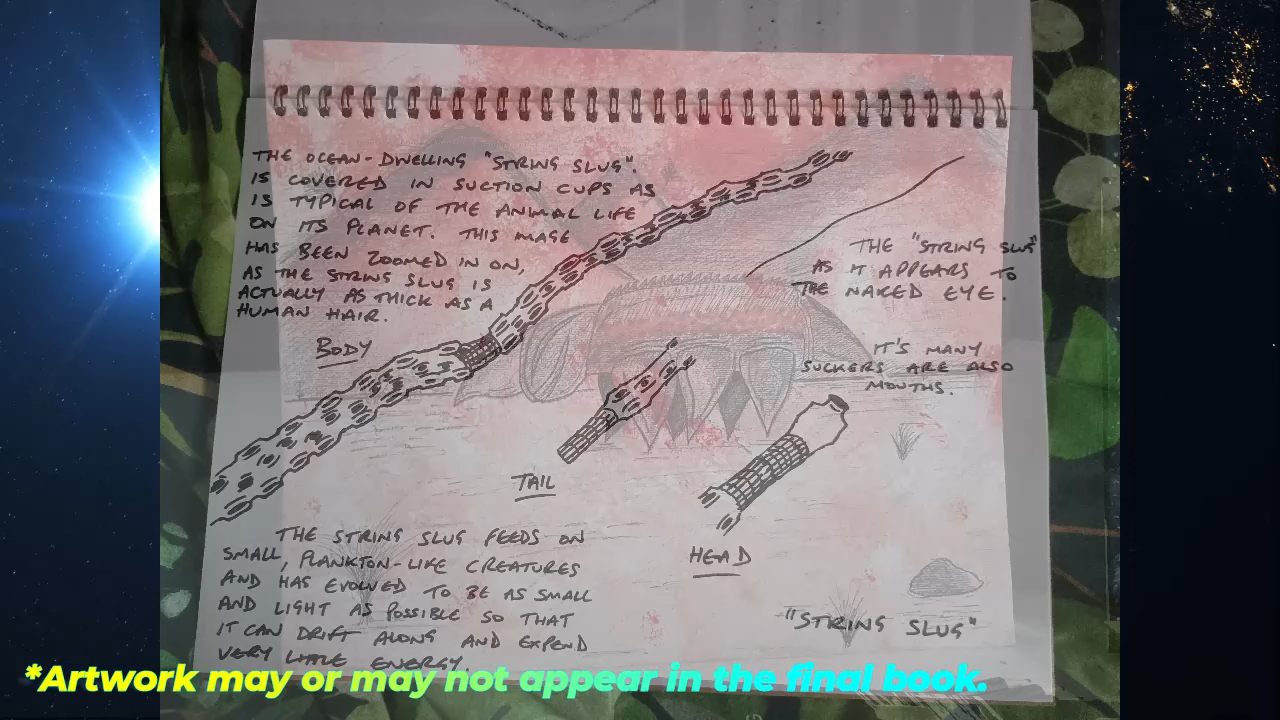 THE OCEAN-DWELLING "STRING SLUG".
IS COVERED IN SUCTION CUPS AS
IS TYPICAL OF THE ANIMAL LIFE
ON ITS PLANET. THIS IMAGE
HAS BEEN ZOOMED IN ON,
AS THE STRING SLUG IS
ACTUALLY AS THICK AS A
HUMAN HAIR.
BODY
THE "STRING SLUG"
AS IT APPEARS TO
THE NAKED EYE.
IT'S MANY
SUCKERS ARE ALSO
MOUTHS.
TAIL
HEAD
THE STRING SLUG FEEDS ON
SMALL, PLANKTON-LIKE CREATURES
AND HAS EVOLVED TO BE AS SMALL
AND LIGHT AS POSSIBLE SO THAT
IT CAN DRIFT ALONG AND EXPEND
VERY LITTLE ENERGY.
"STRING SLUG"
*Artwork may or may not appear in the final book.